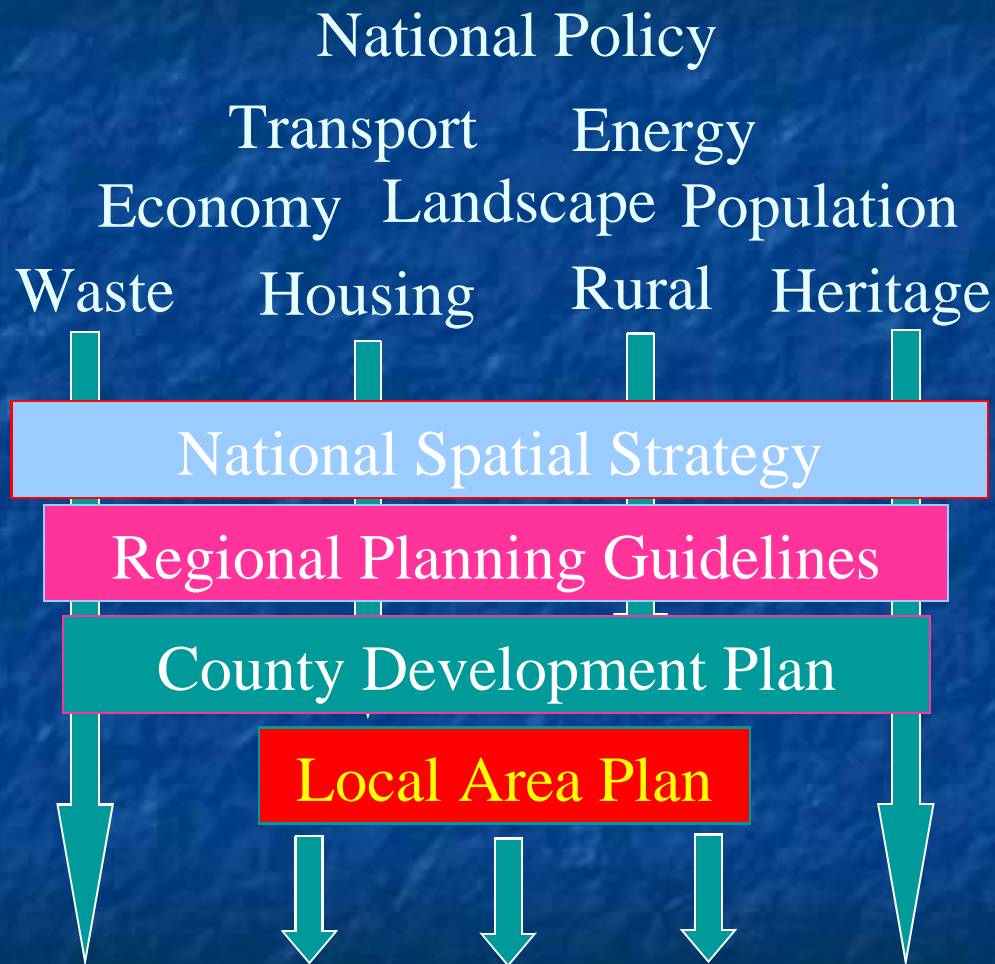 National Policy
Transport Energy
Economy Landscape Population
Waste Housing Rural Heritage
National Spatial Strategy
Regional Planning Guidelines
County Development Plan
Local Area Plan